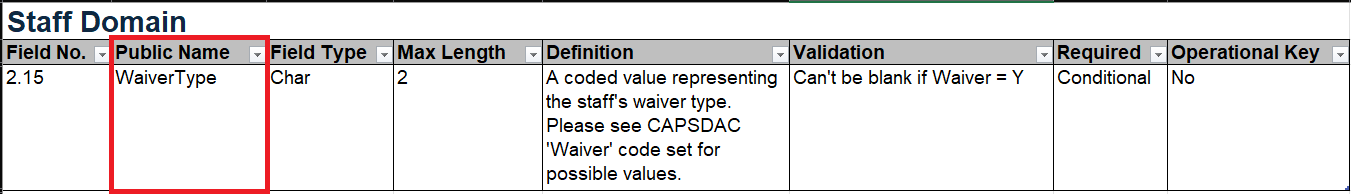 Staff Domain
Field No. Public Name Field Type Max Length Definition Validation Required Operational Key
2.15 WaiverType Char 2 A coded value representing Can't be blank if Waiver = Y Conditional No
the staff's waiver type.
Please see CAPSDAC
'Waiver' code set for
possible values.